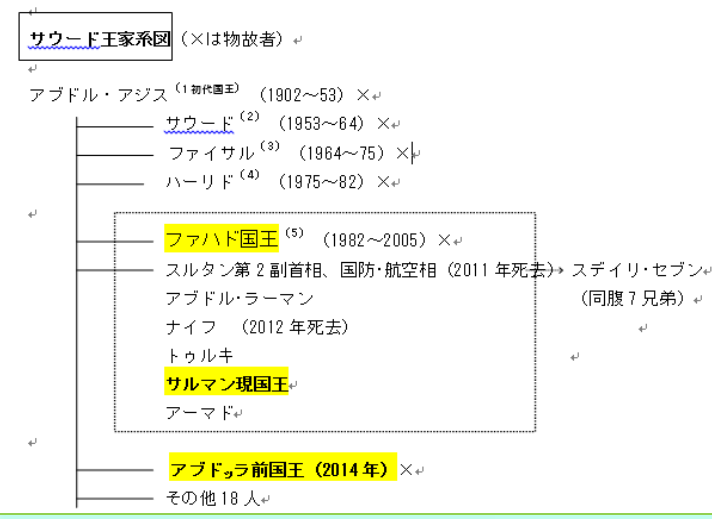 サウード王家系図（×は物故者）
アブドル・アジス（1初代国王）（1902～53）×
サウード（2）（1953～64）×
ファイサル（3）（1964～75）×
ハーリド（4）（1975～82）×
ファハド国王（5）（1982～2005）×
スルタン第2副首相、国防・航空相（2011年死去）→ スデイリ・セブン
アブドル・ラーマン （同腹7兄弟）
ナイフ （2012年死去）
トゥルキ
サルマン現国王
アーマド
アブドッラ前国王（2014年）×
その他18人